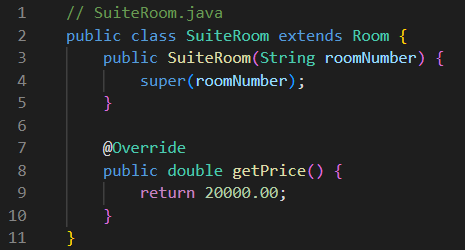 1 // SuiteRoom.java
2 public class SuiteRoom extends Room {
3     public SuiteRoom(String roomNumber) {
4         super(roomNumber);
5     }
6
7     @Override
8     public double getPrice() {
9         return 20000.00;
10     }
11 }